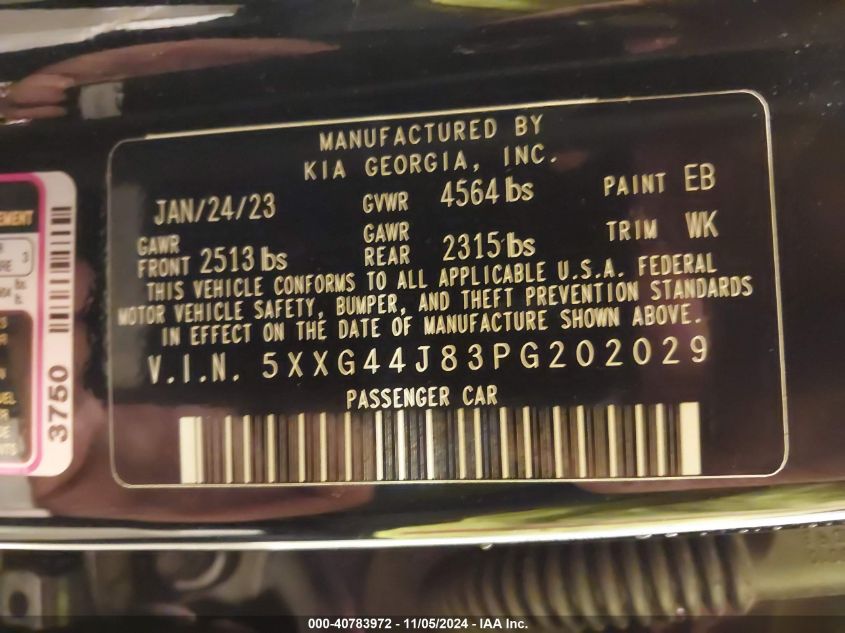 MANUFACTURED BY
KIA GEORGIA, INC.
JAN/24/23 GVWR 4564 lbs PAINT EB
GAWR FRONT 2513 lbs GAWR REAR 2315 lbs TRIM WK
THIS VEHICLE CONFORMS TO ALL APPLICABLE U.S.A. FEDERAL
MOTOR VEHICLE SAFETY, BUMPER, AND THEFT PREVENTION STANDARDS
IN EFFECT ON THE DATE OF MANUFACTURE SHOWN ABOVE.
V.I.N. 5XXG44J83PG202029
PASSENGER CAR
3750
000-40783972 - 11/05/2024 - IAA Inc.